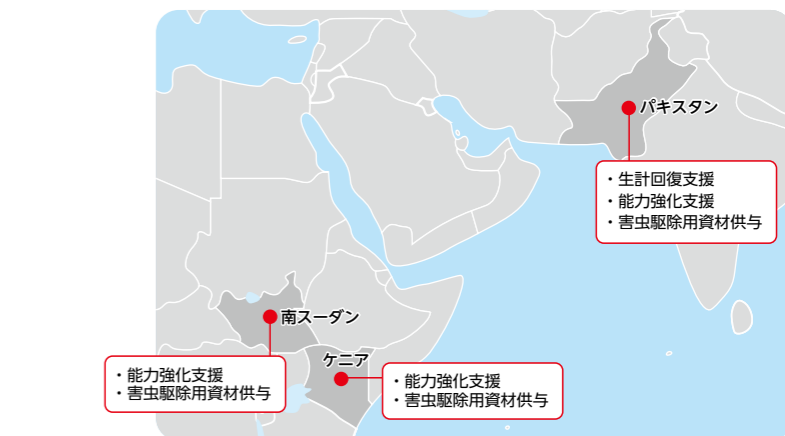 パキスタン
・生計回復支援
・能力強化支援
・害虫駆除用資材供与
南スーダン
・能力強化支援
・害虫駆除用資材供与
ケニア
・能力強化支援
・害虫駆除用資材供与